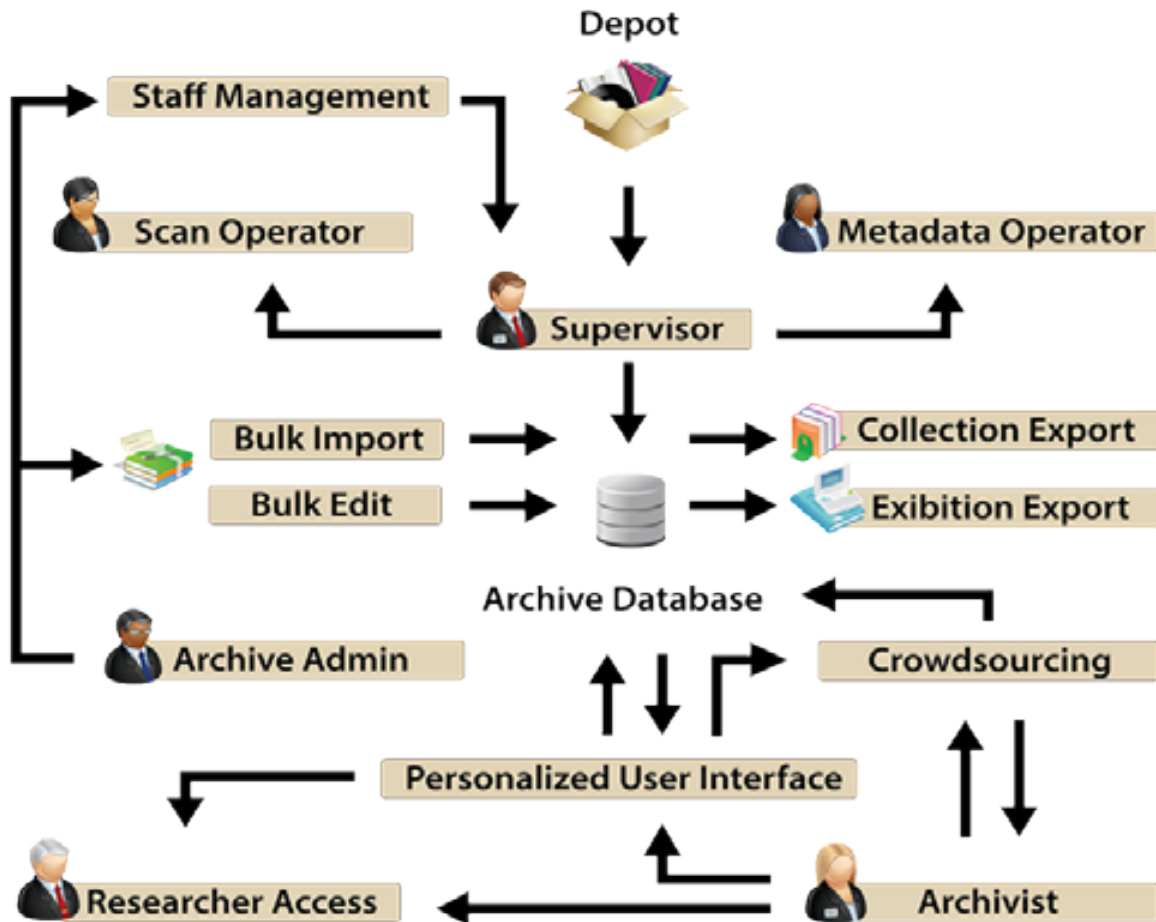 Depot
Staff Management
Scan Operator
Metadata Operator
Supervisor
Bulk Import
Collection Export
Bulk Edit
Exibition Export
Archive Database
Archive Admin
Crowdsourcing
Personalized User Interface
Researcher Access
Archivist